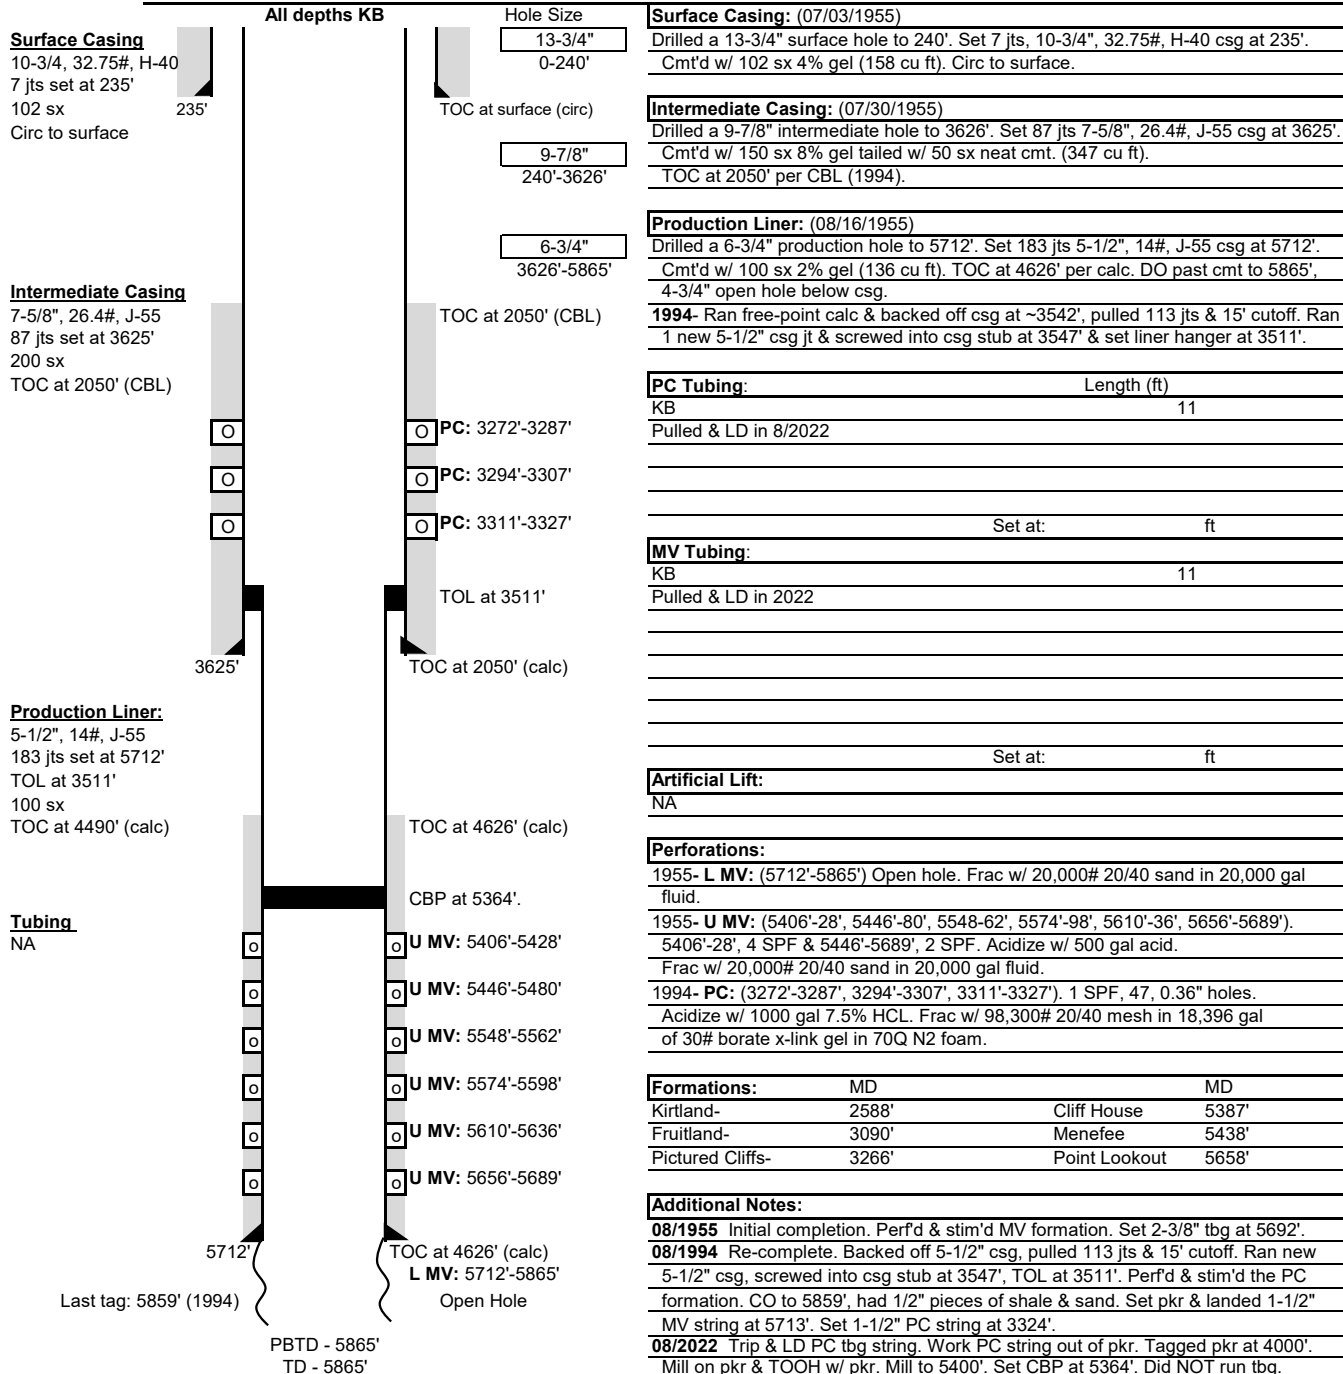 All depths KB
Hole Size
Surface Casing
10-3/4, 32.75#, H-40
7 jts set at 235'
102 sx
235'
Circ to surface
13-3/4"
0-240'
TOC at surface (circ)
9-7/8"
240'-3626'
6-3/4"
3626'-5865'
Intermediate Casing
7-5/8", 26.4#, J-55
87 jts set at 3625'
200 sx
TOC at 2050' (CBL)
TOC at 2050' (CBL)
O O PC: 3272'-3287'
O O PC: 3294'-3307'
O O PC: 3311'-3327'
TOL at 3511'
3625'
TOC at 2050' (calc)
Production Liner:
5-1/2", 14#, J-55
183 jts set at 5712'
TOL at 3511'
100 sx
TOC at 4490' (calc)
TOC at 4626' (calc)
CBP at 5364'.
Tubing
NA
o o U MV: 5406'-5428'
o o U MV: 5446'-5480'
o o U MV: 5548'-5562'
o o U MV: 5574'-5598'
o o U MV: 5610'-5636'
o o U MV: 5656'-5689'
5712'
TOC at 4626' (calc)
L MV: 5712'-5865'
Last tag: 5859' (1994)
Open Hole
PBTD - 5865'
TD - 5865'
Surface Casing: (07/03/1955)
Drilled a 13-3/4" surface hole to 240'. Set 7 jts, 10-3/4", 32.75#, H-40 csg at 235'.
Cmt'd w/ 102 sx 4% gel (158 cu ft). Circ to surface.
Intermediate Casing: (07/30/1955)
Drilled a 9-7/8" intermediate hole to 3626'. Set 87 jts 7-5/8", 26.4#, J-55 csg at 3625'.
Cmt'd w/ 150 sx 8% gel tailed w/ 50 sx neat cmt. (347 cu ft).
TOC at 2050' per CBL (1994).
Production Liner: (08/16/1955)
Drilled a 6-3/4" production hole to 5712'. Set 183 jts 5-1/2", 14#, J-55 csg at 5712'.
Cmt'd w/ 100 sx 2% gel (136 cu ft). TOC at 4626' per calc. DO past cmt to 5865',
4-3/4" open hole below csg.
1994- Ran free-point calc & backed off csg at ~3542', pulled 113 jts & 15' cutoff. Ran
1 new 5-1/2" csg jt & screwed into csg stub at 3547' & set liner hanger at 3511'.
PC Tubing: Length (ft)
KB 11
Pulled & LD in 8/2022
Set at: ft
MV Tubing:
KB 11
Pulled & LD in 2022
Set at: ft
Artificial Lift:
NA
Perforations:
1955- L MV: (5712'-5865') Open hole. Frac w/ 20,000# 20/40 sand in 20,000 gal
fluid.
1955- U MV: (5406'-28', 5446'-80', 5548-62', 5574'-98', 5610'-36', 5656'-5689').
5406'-28', 4 SPF & 5446'-5689', 2 SPF. Acidize w/ 500 gal acid.
Frac w/ 20,000# 20/40 sand in 20,000 gal fluid.
1994- PC: (3272'-3287', 3294'-3307', 3311'-3327'). 1 SPF, 47, 0.36" holes.
Acidize w/ 1000 gal 7.5% HCL. Frac w/ 98,300# 20/40 mesh in 18,396 gal
of 30# borate x-link gel in 70Q N2 foam.
Formations: MD MD
Kirtland- 2588' Cliff House 5387'
Fruitland- 3090' Menefee 5438'
Pictured Cliffs- 3266' Point Lookout 5658'
Additional Notes:
08/1955 Initial completion. Perf'd & stim'd MV formation. Set 2-3/8" tbg at 5692'.
08/1994 Re-complete. Backed off 5-1/2" csg, pulled 113 jts & 15' cutoff. Ran new
5-1/2" csg, screwed into csg stub at 3547', TOL at 3511'. Perf'd & stim'd the PC
formation. CO to 5859', had 1/2" pieces of shale & sand. Set pkr & landed 1-1/2"
MV string at 5713'. Set 1-1/2" PC string at 3324'.
08/2022 Trip & LD PC tbg string. Work PC string out of pkr. Tagged pkr at 4000'.
Mill on pkr & TOOH w/ pkr. Mill to 5400'. Set CBP at 5364'. Did NOT run tbg.